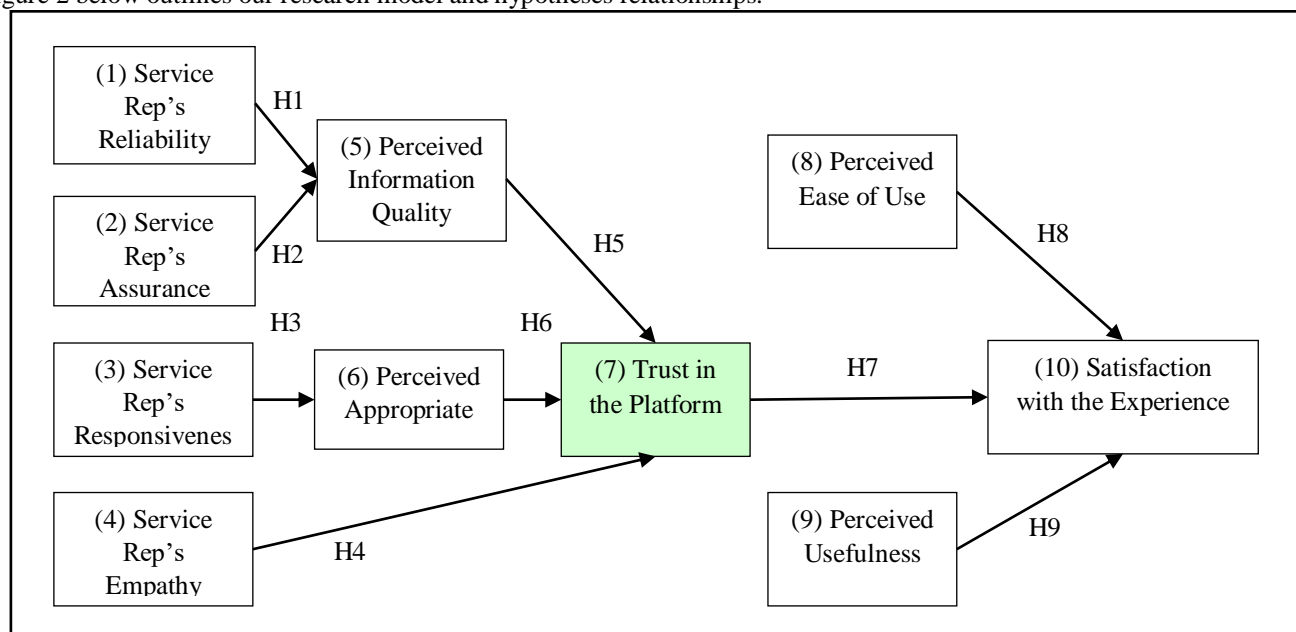 igure 2 below outlines our research model and hypotheses relationships.
(1) Service
Rep's
Reliability
H1
(2) Service
Rep's
Assurance
H2
(5) Perceived
Information
Quality
H5
(3) Service
Rep's
Responsivenes
H3
(6) Perceived
Appropriate
H6
(4) Service
Rep's
Empathy
H4
(7) Trust in
the Platform
H7
(8) Perceived
Ease of Use
H8
(9) Perceived
Usefulness
H9
(10) Satisfaction
with the Experience